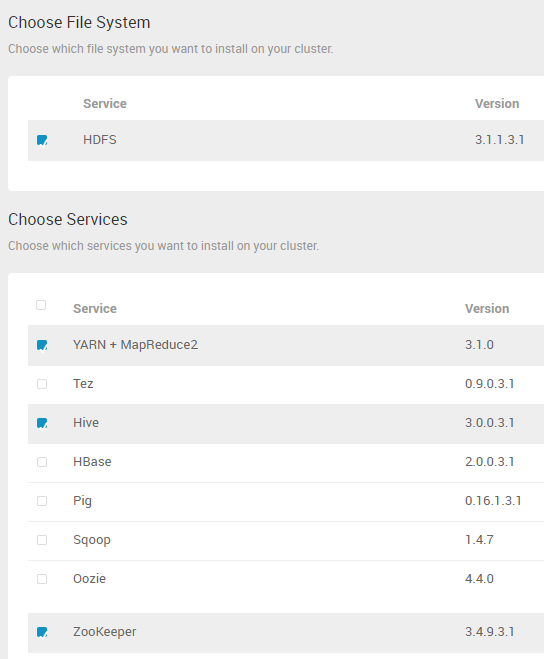 Choose File System
Choose which file system you want to install on your cluster.
Service Version
HDFS 3.1.1.3.1
Choose Services
Choose which services you want to install on your cluster.
Service Version
YARN + MapReduce2 3.1.0
Tez 0.9.0.3.1
Hive 3.0.0.3.1
HBase 2.0.0.3.1
Pig 0.16.1.3.1
Sqoop 1.4.7
Oozie 4.4.0
ZooKeeper 3.4.9.3.1